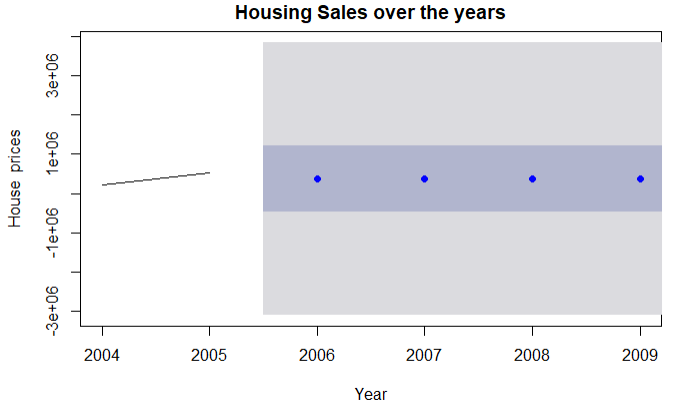 Housing Sales over the years
3e+06
1e+06
-1e+06
-3e+06
House prices
2004 2005 2006 2007 2008 2009
Year